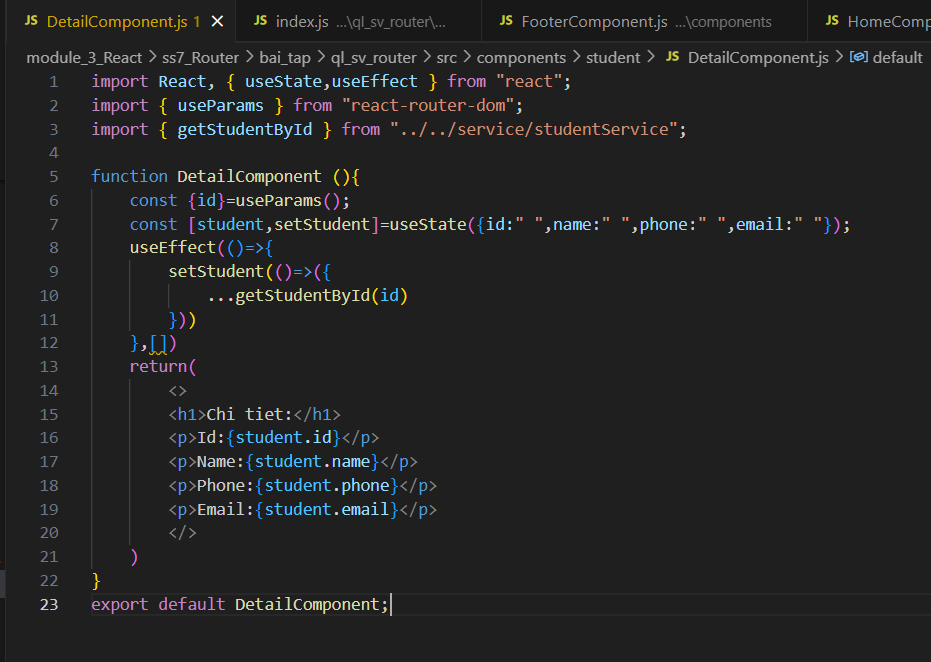 JS DetailComponent.js 1 × JS index.js ...\ql_sv_router\... JS FooterComponent.js ...\components JS HomeComp
module_3_React > ss7_Router > bai_tap > ql_sv_router > src > components > student > JS DetailComponent.js > default
1 import React, { useState,useEffect } from "react";
2 import { useParams } from "react-router-dom";
3 import { getStudentById } from "../../service/studentService";
4
5 function DetailComponent (){
6     const {id}=useParams();
7     const [student,setStudent]=useState({id:" ",name:" ",phone:" ",email:" "});
8     useEffect(()=>{
9         setStudent(()=>({
10             ...getStudentById(id)
11         }))
12     },[])
13     return(
14         <>
15         <h1>Chi tiet:</h1>
16         <p>Id:{student.id}</p>
17         <p>Name:{student.name}</p>
18         <p>Phone:{student.phone}</p>
19         <p>Email:{student.email}</p>
20         </>
21     )
22 }
23 export default DetailComponent;